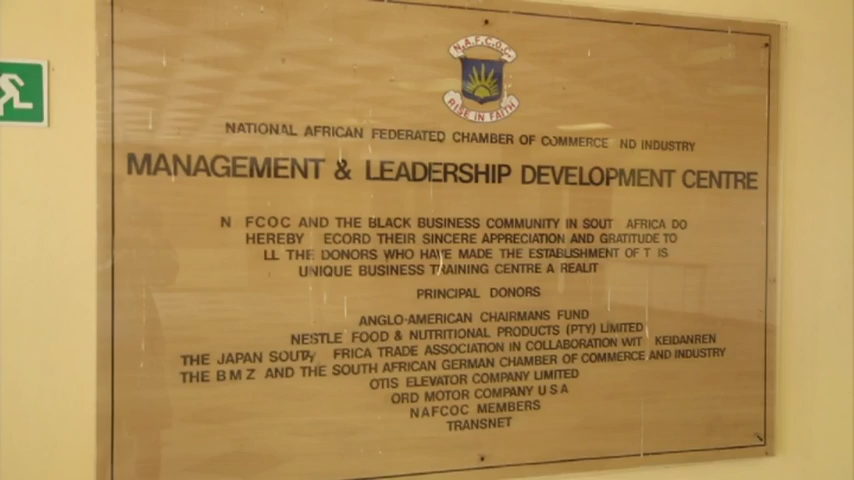 N.A.F.C.O.C.
RISE IN FAITH
NATIONAL AFRICAN FEDERATED CHAMBER OF COMMERCE ND INDUSTRY
MANAGEMENT & LEADERSHIP DEVELOPMENT CENTRE
N FCOC AND THE BLACK BUSINESS COMMUNITY IN SOUT AFRICA DO
HEREBY ECORD THEIR SINCERE APPRECIATION AND GRATITUDE TO
LL THE DONORS WHO HAVE MADE THE ESTABLISHMENT OF T IS
UNIQUE BUSINESS TRAINING CENTRE A REALIT
PRINCIPAL DONORS
ANGLO-AMERICAN CHAIRMANS FUND
NESTLE FOOD & NUTRITIONAL PRODUCTS (PTY) LIMITED
THE JAPAN SOUT FRICA TRADE ASSOCIATION IN COLLABORATION WIT KEIDANREN
THE B M Z AND THE SOUTH AFRICAN GERMAN CHAMBER OF COMMERCE AND INDUSTRY
OTIS ELEVATOR COMPANY LIMITED
ORD MOTOR COMPANY U S A
NAFCOC MEMBERS
TRANSNET